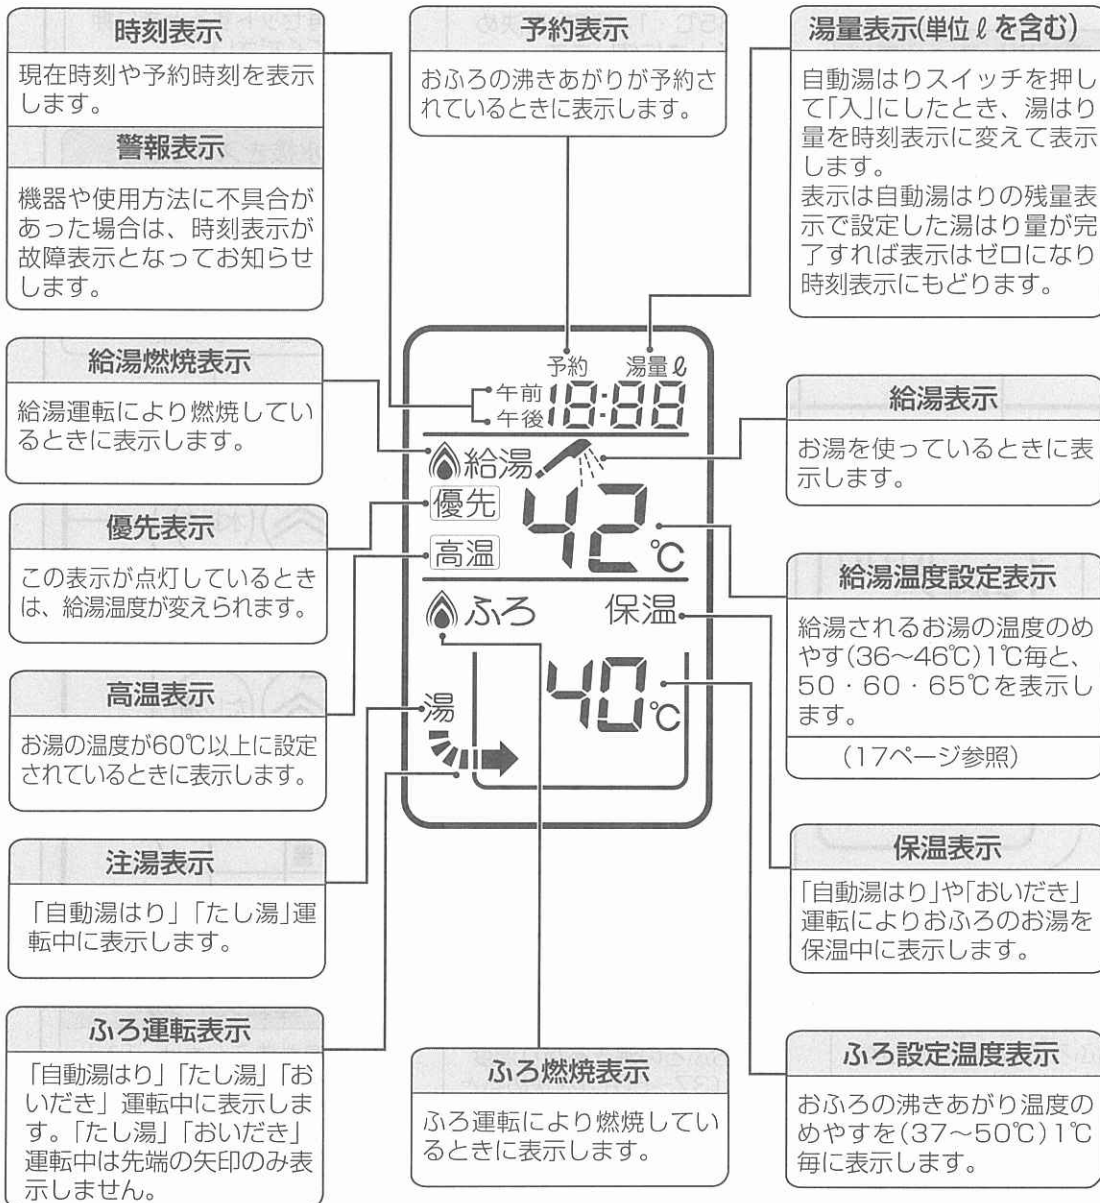 時刻表示
現在時刻や予約時刻を表示
します。
警報表示
機器や使用方法に不具合が
あった場合は、時刻表示が
故障表示となってお知らせ
します。
予約表示
おふろの沸きあがりが予約さ
れているときに表示します。
湯量表示(単位ℓを含む)
自動湯はりスイッチを押し
て「入」にしたとき、湯はり
量を時刻表示に変えて表示
します。
表示は自動湯はりの残量表
示で設定した湯はり量が完
了すれば表示はゼロになり
時刻表示にもどります。
給湯燃焼表示
給湯運転により燃焼してい
るときに表示します。
優先表示
この表示が点灯しているとき
は、給湯温度が変えられます。
高温表示
お湯の温度が60℃以上に設定
されているときに表示します。
注湯表示
「自動湯はり」「たし湯」運
転中に表示します。
ふろ運転表示
「自動湯はり」「たし湯」「お
いだき」運転中に表示しま
す。「たし湯」「おいだき」
運転中は先端の矢印のみ表
示しません。
予約 湯量ℓ
午前
午後
18:88
給湯
優先
42℃
高温
ふろ 保温
40℃
湯
ふろ燃焼表示
ふろ運転により燃焼してい
るときに表示します。
給湯表示
お湯を使っているときに表
示します。
給湯温度設定表示
給湯されるお湯の温度のめ
やす(36～46℃)1℃毎と、
50・60・65℃を表示し
ます。
(17ページ参照)
保温表示
「自動湯はり」や「おいだき」
運転によりおふろのお湯を
保温中に表示します。
ふろ設定温度表示
おふろの沸きあがり温度の
めやすを(37～50℃)1℃
毎に表示します。